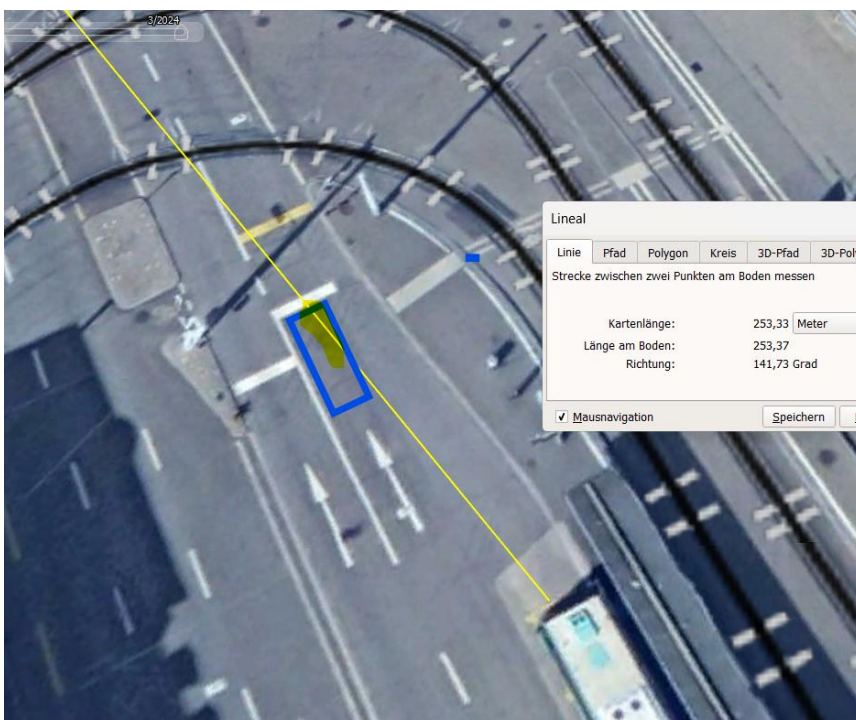 3/2024
Lineal
Linie Pfad Polygon Kreis 3D-Pfad 3D-Pol
Strecke zwischen zwei Punkten am Boden messen
Kartenlänge: 253,33 Meter
Länge am Boden: 253,37
Richtung: 141,73 Grad
Mausnavigation Speichern